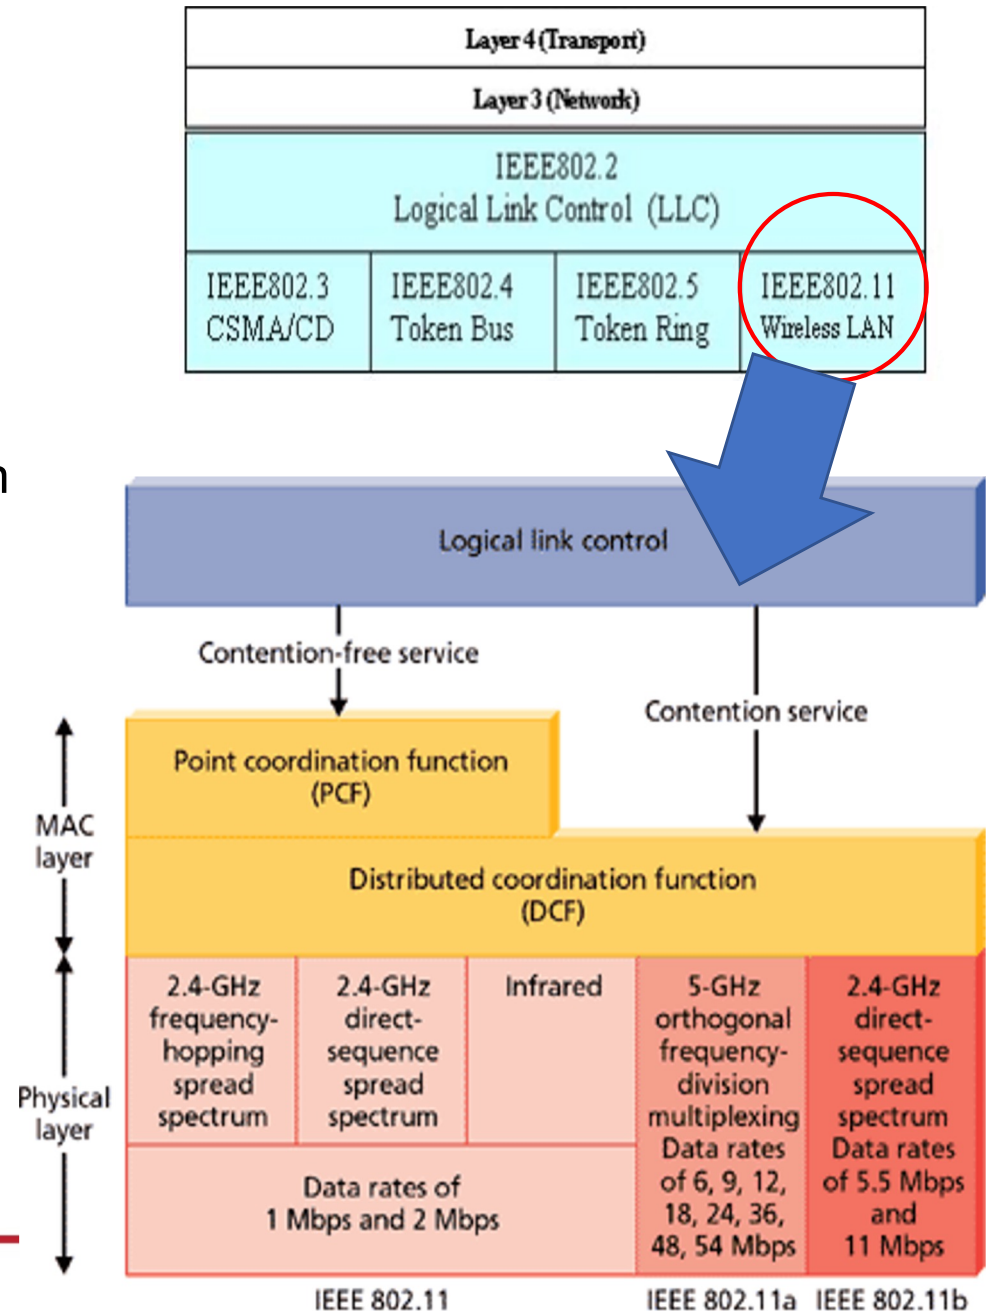 Layer 4 (Transport)
Layer 3 (Network)
IEEE802.2
Logical Link Control (LLC)
IEEE802.3
CSMA/CD
IEEE802.4
Token Bus
IEEE802.5
Token Ring
IEEE802.11
Wireless LAN
n
Logical link control
Contention-free service
Contention service
Point coordination function
(PCF)
MAC
layer
Distributed coordination function
(DCF)
Physical
layer
2.4-GHz
frequency-
hopping
spread
spectrum
2.4-GHz
direct-
sequence
spread
spectrum
Infrared
Data rates of
1 Mbps and 2 Mbps
5-GHz
orthogonal
frequency-
division
multiplexing
Data rates
of 6, 9, 12,
18, 24, 36,
48, 54 Mbps
2.4-GHz
direct-
sequence
spread
spectrum
Data rates
of 5.5 Mbps
and
11 Mbps
IEEE 802.11
IEEE 802.11a
IEEE 802.11b